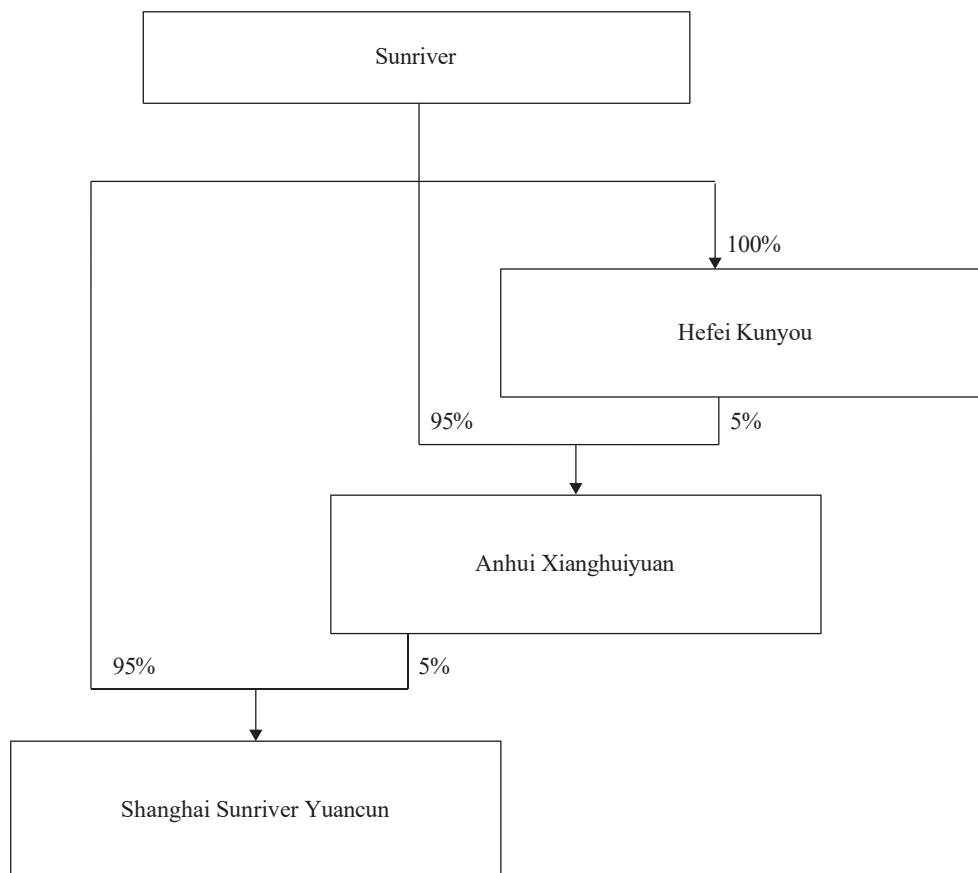 Sunriver
100%
Hefei Kunyou
95%
5%
Anhui Xianghuiyuan
95%
5%
Shanghai Sunriver Yuancun